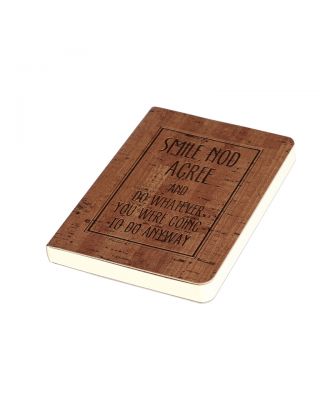 SMILE NOD
AGREE
AND
DO WHATEVER
YOU WERE GOING
TO DO ANYWAY